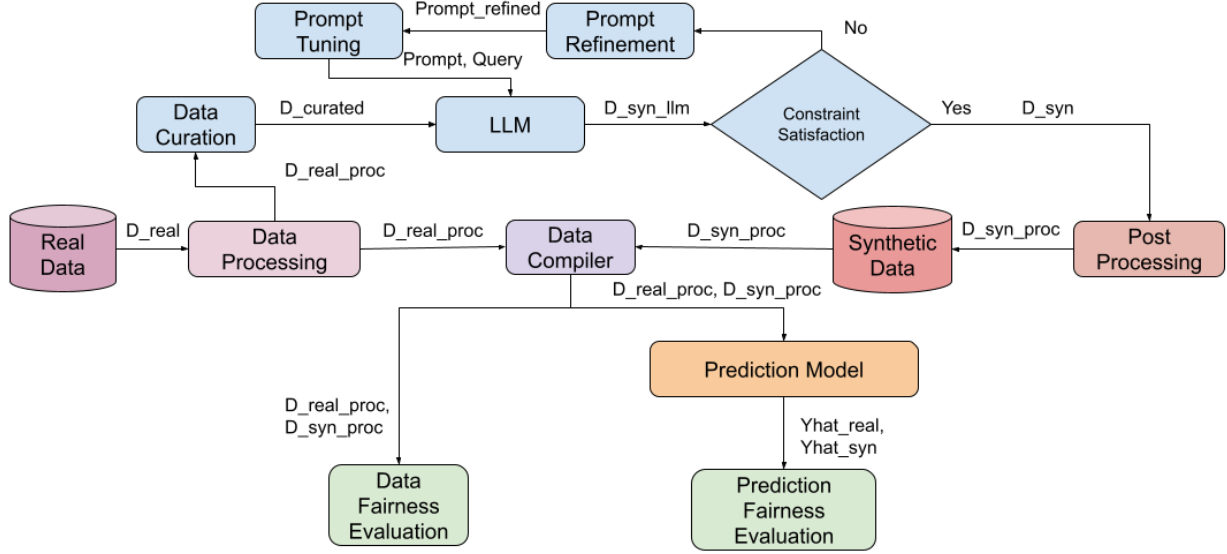 Prompt
Tuning
Prompt_refined
Prompt
Refinement
No
Prompt, Query
Data
Curation
D_curated
LLM
D_syn_llm
Constraint
Satisfaction
Yes
D_syn
D_real_proc
Real
Data
D_real
Data
Processing
D_real_proc
Data
Compiler
D_syn_proc
Synthetic
Data
D_syn_proc
Post
Processing
D_real_proc, D_syn_proc
Prediction Model
D_real_proc,
D_syn_proc
Yhat_real,
Yhat_syn
Data
Fairness
Evaluation
Prediction
Fairness
Evaluation